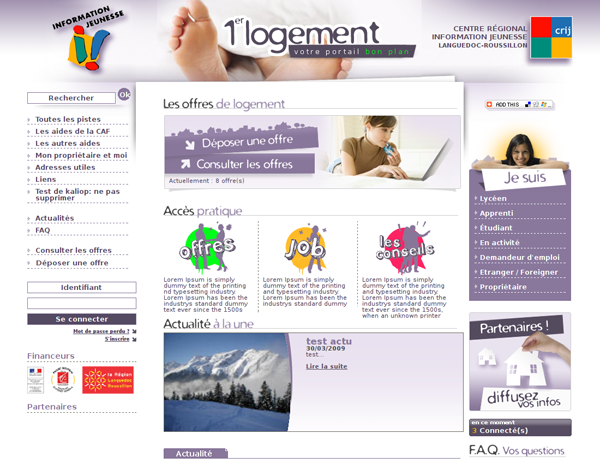 INFORMATION
JEUNESSE
1er logement
votre portail bon plan
CENTRE RÉGIONAL
INFORMATION JEUNESSE
LANGUEDOC-ROUSSILLON
crij
Rechercher
Ok
Toutes les pistes
Les aides de la CAF
Les autres aides
Mon propriétaire et moi
Adresses utiles
Liens
Test de kaliop: ne pas
supprimer
Actualités
FAQ
Consulter les offres
Déposer une offre
Identifiant
Se connecter
Mot de passe perdu ?
S'inscrire
Financeurs
la Région
Languedoc
Roussillon
Partenaires
Les offres de logement
Déposer une offre
Consulter les offres
Actuellement : 8 offre(s)
Accès pratique
offres
Lorem Ipsum is simply
dummy text of the printing
nd typesetting industry.
Lorem Ipsum has been the
industrys standard dummy
text ever since the 1500s
job
Lorem Ipsum is simply
dummy text of the printing
and typesetting industry.
Lorem Ipsum has been the
industrys standard dummy
text ever since the 1500s
les
conseils
Lorem Ipsum is simply
dummy text of the printing
and typesetting industry.
Lorem Ipsum has been the
industrys standard dummy
text ever since the 1500s,
when an unknown printer
Actualité à la une
test actu
30/03/2009
test...
Lire la suite
Actualité
ADD THIS
Je suis
Lycéen
Apprenti
Étudiant
En activité
Demandeur d'emploi
Etranger / Foreigner
Propriétaire
Partenaires !
diffusez
vos infos
en ce moment
3 Connecté(s)
F.A.Q. Vos questions